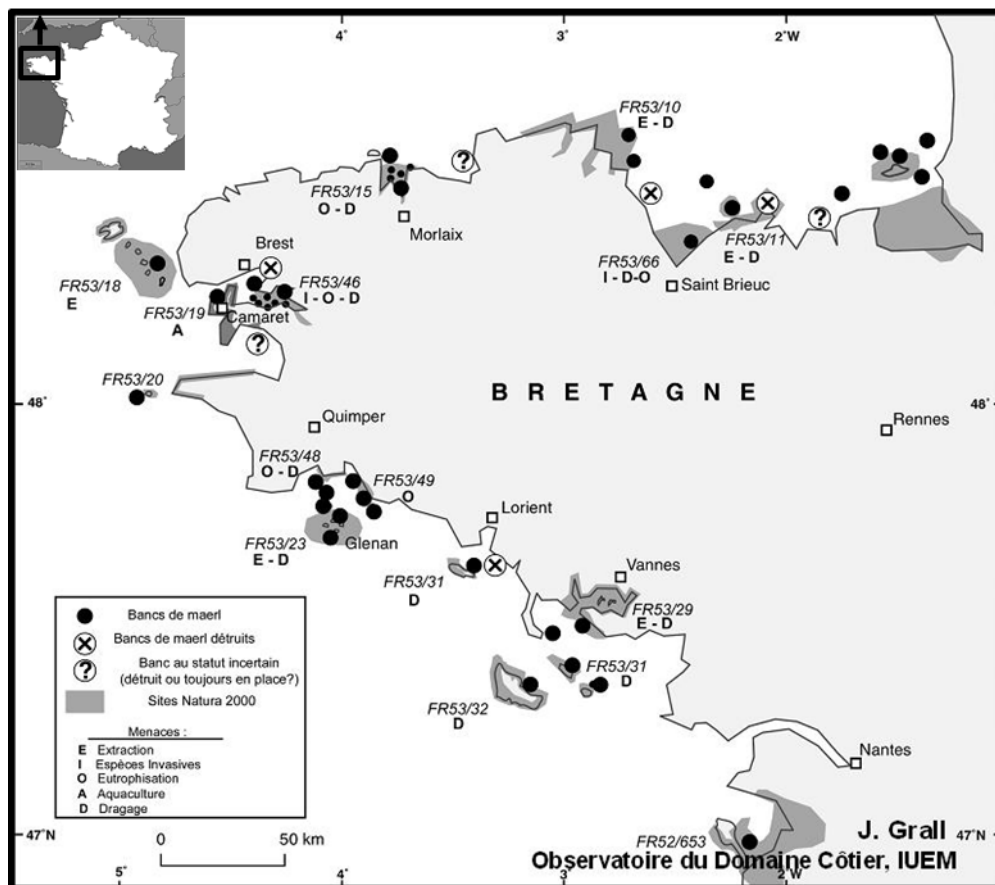 4°
3°
2°W
FR53/10
E - D
FR53/15
O - D
Morlaix
Brest
FR53/46
I - O - D
FR53/18
E
FR53/19
A
Camaret
FR53/11
E - D
FR53/66
I - D-O
Saint Brieuc
FR53/20
48°
BRETAGNE
48°
Quimper
Rennes
FR53/48
O - D
FR53/49
O
Lorient
FR53/23
E - D
Glenan
FR53/31
D
Vannes
FR53/29
E - D
FR53/31
D
FR53/32
D
Nantes
Bancs de maerl
Bancs de maerl détruits
Banc au statut incertain
(détruit ou toujours en place?)
Sites Natura 2000
Menaces :
E Extraction
I Espèces Invasives
O Eutrophisation
A Aquaculture
D Dragage
47°N
0
50 km
FR52/653
J. Grall
47°N
Observatoire du Domaine Côtier, IUEM
5°
4°
3°
2°W